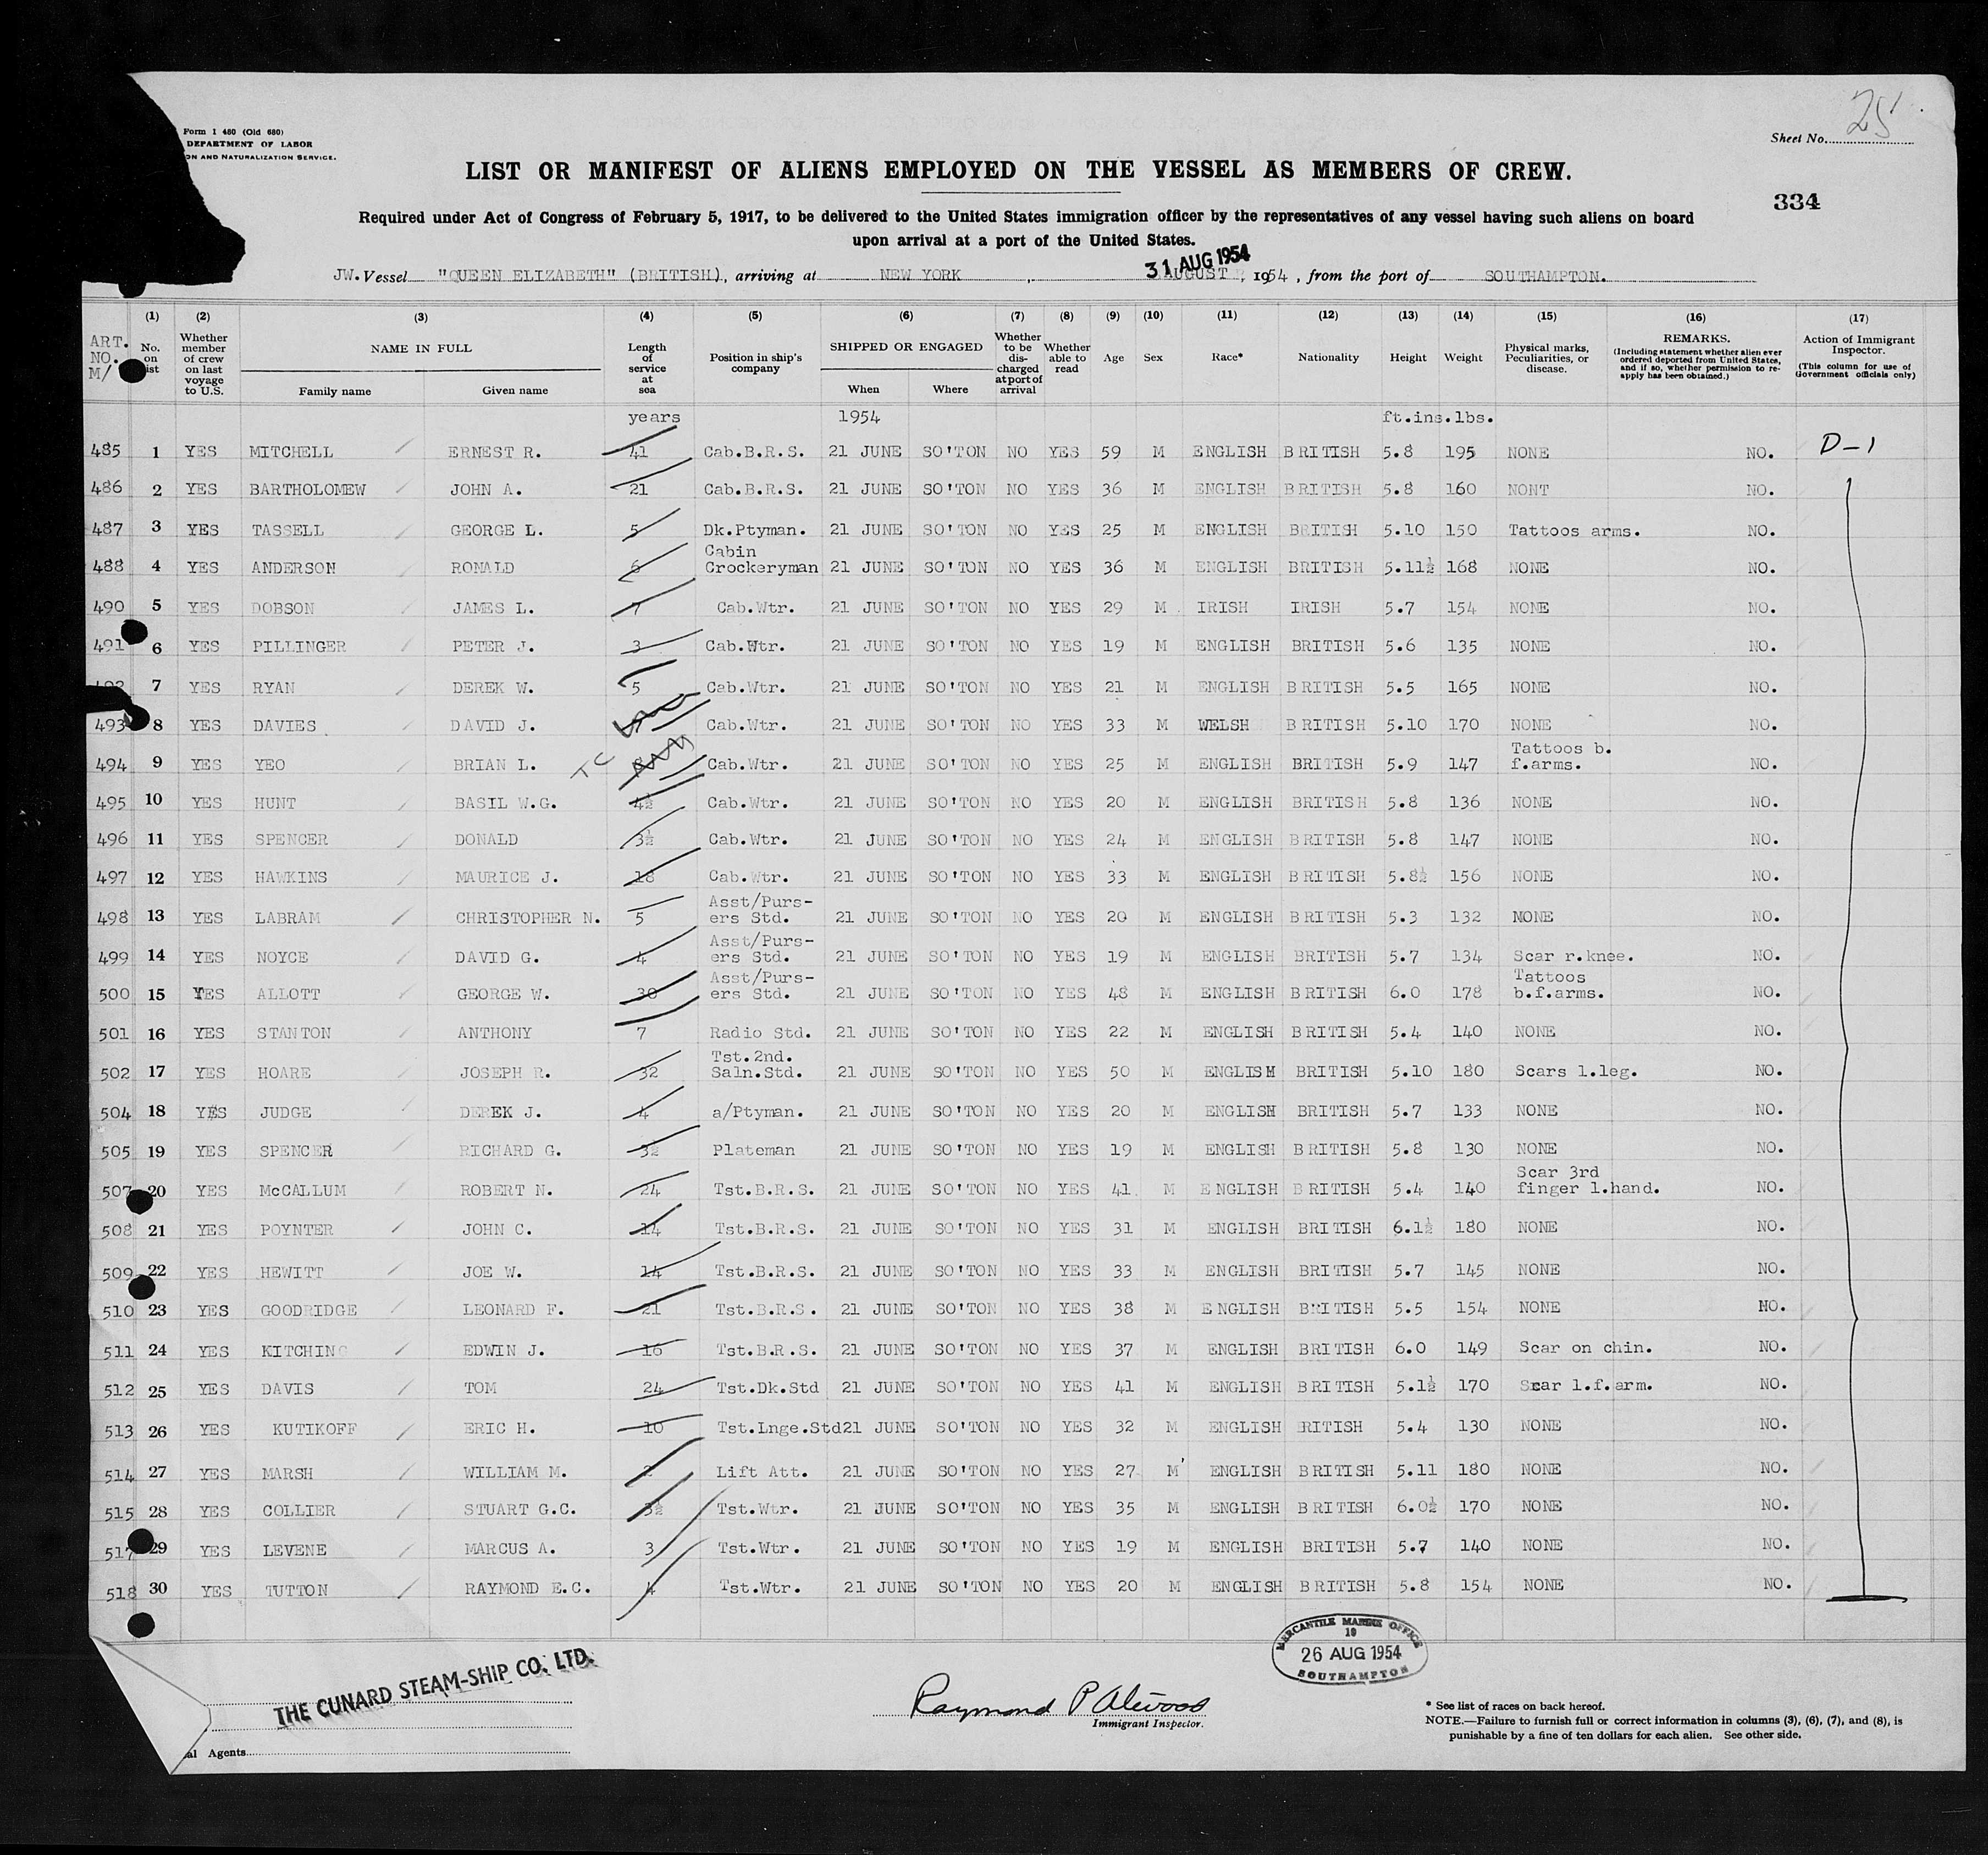 25
Sheet No.
Form 1 480 (Old 680)
DEPARTMENT OF LABOR
ON AND NATURALIZATION SERVICE.
LIST OR MANIFEST OF ALIENS EMPLOYED ON THE VESSEL AS MEMBERS OF CREW.
334
Required under Act of Congress of February 5, 1917, to be delivered to the United States immigration officer by the representatives of any vessel having such aliens on board
upon arrival at a port of the United States.
31 AUG 1954
JW. Vessel "QUEEN ELIZABETH" (BRITISH), arriving at NEW YORK, AUGUST, 1954, from the port of SOUTHAMPTON.
(1) (2) (3) (4) (5) (6) (7) (8) (9) (10) (11) (12) (13) (14) (15) (16) (17)
ART. NO. M/ No. on list Whether member of crew on last voyage to U.S. NAME IN FULL Family name Given name Length of service at sea Position in ship's company SHIPPED OR ENGAGED When Where Whether to be discharged at port of arrival Whether able to read Age Sex Race* Nationality Height Weight Physical marks, Peculiarities, or disease. REMARKS. (Including statement whether alien ever ordered deported from United States, and if so, whether permission to re-apply has been obtained.) Action of Immigrant Inspector. (This column for use of Government officials only)
years 1954 ft.ins.lbs.
485 1 YES MITCHELL ERNEST R. 41 Cab.B.R.S. 21 JUNE SO'TON NO YES 59 M ENGLISH BRITISH 5.8 195 NONE NO. D-1
486 2 YES BARTHOLOMEW JOHN A. 21 Cab.B.R.S. 21 JUNE SO'TON NO YES 36 M ENGLISH BRITISH 5.8 160 NONT NO.
487 3 YES TASSELL GEORGE L. 5 Dk.Ptyman. 21 JUNE SO'TON NO YES 25 M ENGLISH BRITISH 5.10 150 Tattoos arms. NO.
488 4 YES ANDERSON RONALD 6 Cabin Crockeryman 21 JUNE SO'TON NO YES 36 M ENGLISH BRITISH 5.11½ 168 NONE NO.
490 5 YES DOBSON JAMES L. 7 Cab.Wtr. 21 JUNE SO'TON NO YES 29 M IRISH IRISH 5.7 154 NONE NO.
491 6 YES PILLINGER PETER J. 3 Cab.Wtr. 21 JUNE SO'TON NO YES 19 M ENGLISH BRITISH 5.6 135 NONE NO.
7 YES RYAN DEREK W. 5 Cab.Wtr. 21 JUNE SO'TON NO YES 21 M ENGLISH BRITISH 5.5 165 NONE NO.
493 8 YES DAVIES DAVID J. Cab.Wtr. 21 JUNE SO'TON NO YES 33 M WELSH BRITISH 5.10 170 NONE NO.
494 9 YES YEO BRIAN L. TC Cab.Wtr. 21 JUNE SO'TON NO YES 25 M ENGLISH BRITISH 5.9 147 Tattoos b. f.arms. NO.
495 10 YES HUNT BASIL W.G. 4½ Cab.Wtr. 21 JUNE SO'TON NO YES 20 M ENGLISH BRITISH 5.8 136 NONE NO.
496 11 YES SPENCER DONALD 3½ Cab.Wtr. 21 JUNE SO'TON NO YES 24 M ENGLISH BRITISH 5.8 147 NONE NO.
497 12 YES HAWKINS MAURICE J. 18 Cab.Wtr. 21 JUNE SO'TON NO YES 33 M ENGLISH BRITISH 5.8½ 156 NONE NO.
498 13 YES LABRAM CHRISTOPHER N. 5 Asst/Purs-ers Std. 21 JUNE SO'TON NO YES 20 M ENGLISH BRITISH 5.3 132 NONE NO.
499 14 YES NOYCE DAVID G. 4 Asst/Purs-ers Std. 21 JUNE SO'TON NO YES 19 M ENGLISH BRITISH 5.7 134 Scar r.knee. NO.
500 15 YES ALLOTT GEORGE W. 30 Asst/Purs-ers Std. 21 JUNE SO'TON NO YES 48 M ENGLISH BRITISH 6.0 178 Tattoos b.f.arms. NO.
501 16 YES STANTON ANTHONY 7 Radio Std. 21 JUNE SO'TON NO YES 22 M ENGLISH BRITISH 5.4 140 NONE NO.
502 17 YES HOARE JOSEPH R. 32 Tst.2nd. Saln.Std. 21 JUNE SO'TON NO YES 50 M ENGLISH BRITISH 5.10 180 Scars l.leg. NO.
504 18 YES JUDGE DEREK J. 4 a/Ptyman. 21 JUNE SO'TON NO YES 20 M ENGLISH BRITISH 5.7 133 NONE NO.
505 19 YES SPENCER RICHARD G. 3½ Plateman 21 JUNE SO'TON NO YES 19 M ENGLISH BRITISH 5.8 130 NONE NO.
507 20 YES McCALLUM ROBERT N. 24 Tst.B.R.S. 21 JUNE SO'TON NO YES 41 M ENGLISH BRITISH 5.4 140 Scar 3rd finger l.hand. NO.
508 21 YES POYNTER JOHN C. 14 Tst.B.R.S. 21 JUNE SO'TON NO YES 31 M ENGLISH BRITISH 6.1½ 180 NONE NO.
509 22 YES HEWITT JOE W. 14 Tst.B.R.S. 21 JUNE SO'TON NO YES 33 M ENGLISH BRITISH 5.7 145 NONE NO.
510 23 YES GOODRIDGE LEONARD F. 21 Tst.B.R.S. 21 JUNE SO'TON NO YES 38 M ENGLISH BRITISH 5.5 154 NONE NO.
511 24 YES KITCHING EDWIN J. 16 Tst.B.R.S. 21 JUNE SO'TON NO YES 37 M ENGLISH BRITISH 6.0 149 Scar on chin. NO.
512 25 YES DAVIS TOM 24 Tst.Dk.Std 21 JUNE SO'TON NO YES 41 M ENGLISH BRITISH 5.1½ 170 Scar l.f.arm. NO.
513 26 YES KUTIKOFF ERIC H. 10 Tst.Lnge.Std 21 JUNE SO'TON NO YES 32 M ENGLISH BRITISH 5.4 130 NONE NO.
514 27 YES MARSH WILLIAM M. Lift Att. 21 JUNE SO'TON NO YES 27 M ENGLISH BRITISH 5.11 180 NONE NO.
515 28 YES COLLIER STUART G.C. 3½ Tst.Wtr. 21 JUNE SO'TON NO YES 35 M ENGLISH BRITISH 6.0½ 170 NONE NO.
517 29 YES LEVENE MARCUS A. 3 Tst.Wtr. 21 JUNE SO'TON NO YES 19 M ENGLISH BRITISH 5.7 140 NONE NO.
518 30 YES TUTTON RAYMOND E.C. 4 Tst.Wtr. 21 JUNE SO'TON NO YES 20 M ENGLISH BRITISH 5.8 154 NONE NO.
MERCANTILE MARINE OFFICE
19
26 AUG 1954
SOUTHAMPTON
THE CUNARD STEAM-SHIP CO. LTD.
Raymond P Atwood
Immigrant Inspector.
Agents
* See list of races on back hereof.
NOTE.—Failure to furnish full or correct information in columns (3), (6), (7), and (8), is
punishable by a fine of ten dollars for each alien. See other side.